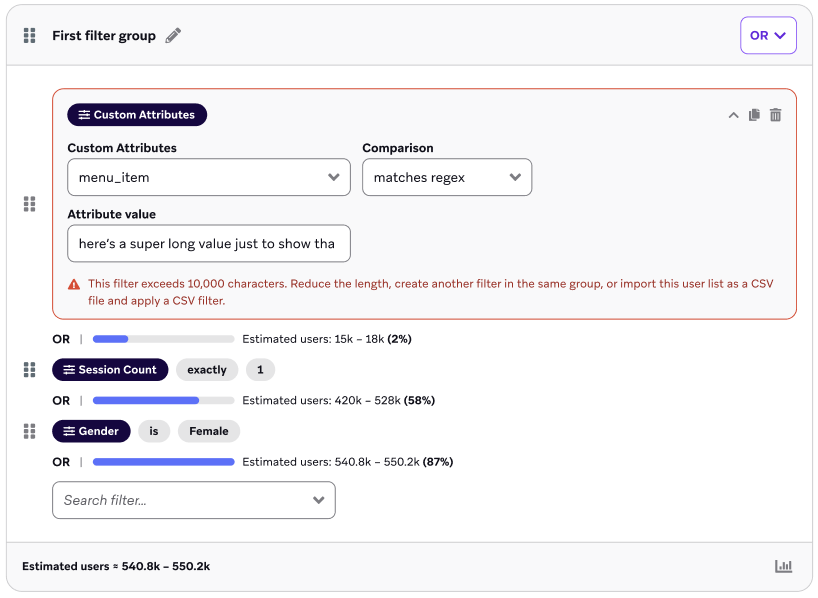 First filter group
OR
Custom Attributes
Custom Attributes
Comparison
menu_item
matches regex
Attribute value
here's a super long value just to show tha
This filter exceeds 10,000 characters. Reduce the length, create another filter in the same group, or import this user list as a CSV
file and apply a CSV filter.
OR | Estimated users: 15k – 18k (2%)
Session Count exactly 1
OR | Estimated users: 420k – 528k (58%)
Gender is Female
OR | Estimated users: 540.8k – 550.2k (87%)
Search filter...
Estimated users ≈ 540.8k – 550.2k